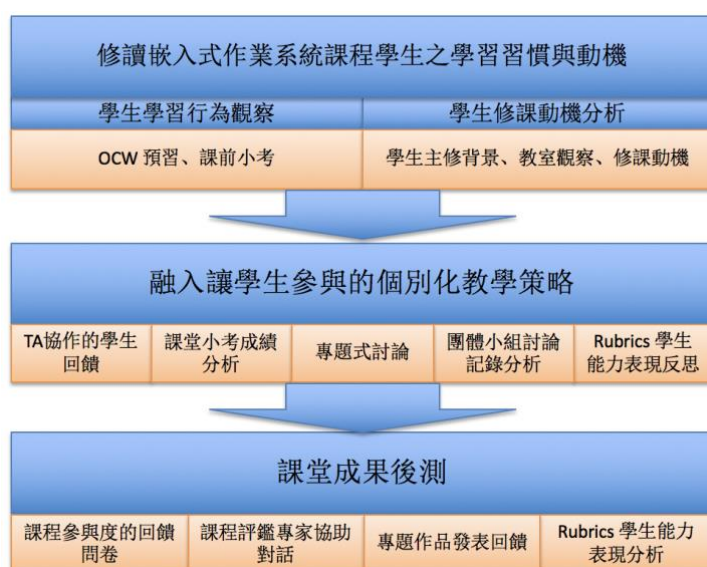 修讀嵌入式作業系統課程學生之學習習慣與動機
學生學習行為觀察
學生修課動機分析
OCW 預習、課前小考
學生主修背景、教室觀察、修課動機
融入讓學生參與的個別化教學策略
TA協作的學生
回饋
課堂小考成績
分析
專題式討論
團體小組討論
記錄分析
Rubrics 學生
能力表現反思
課堂成果後測
課程參與度的回饋
問卷
課程評鑑專家協助
對話
專題作品發表回饋
Rubrics 學生能力
表現分析